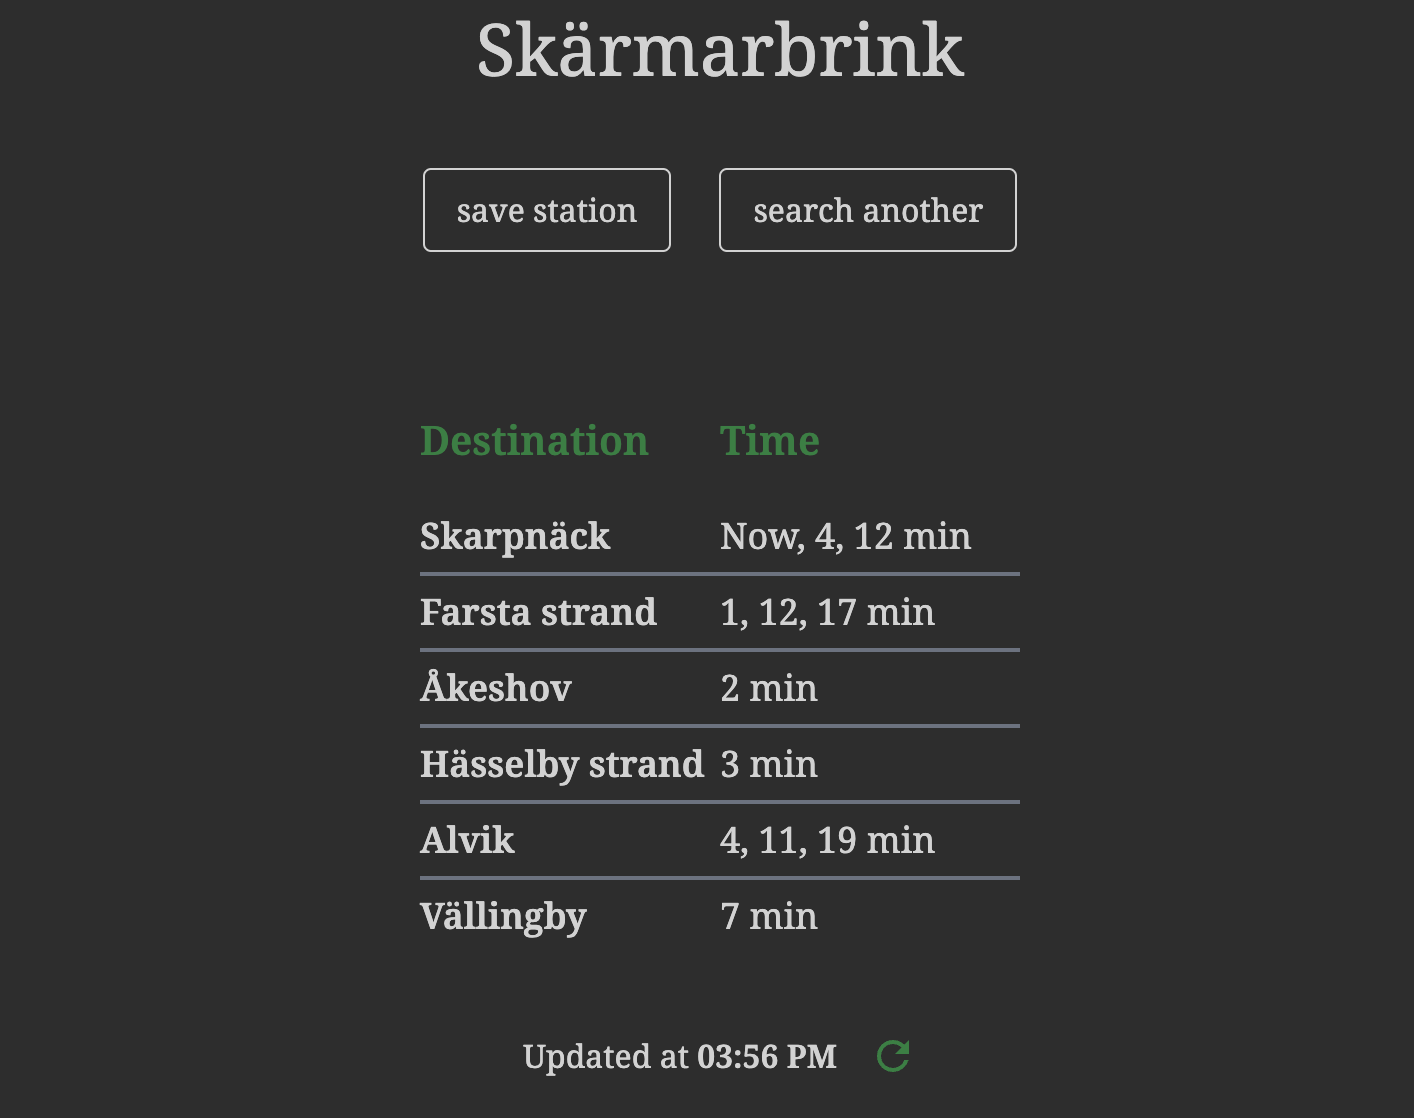 Skärmarbrink
save station search another
Destination Time
Skarpnäck Now, 4, 12 min
Farsta strand 1, 12, 17 min
Åkeshov 2 min
Hässelby strand 3 min
Alvik 4, 11, 19 min
Vällingby 7 min
Updated at 03:56 PM